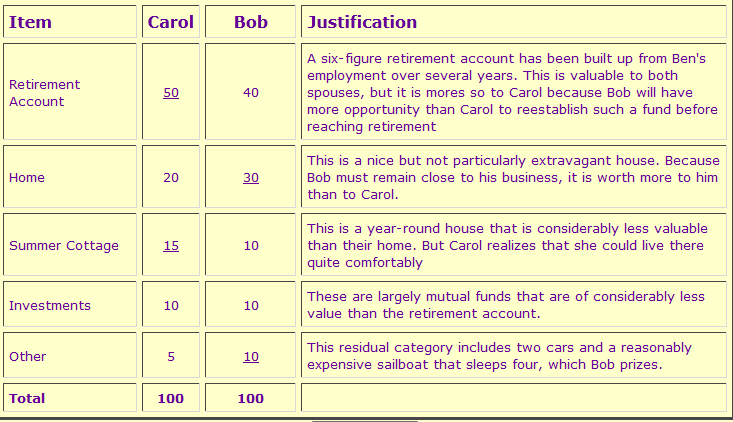 Item Carol Bob Justification
A six-figure retirement account has been built up from Ben's
employment over several years. This is valuable to both
Retirement Account 50 40 spouses, but it is mores so to Carol because Bob will have
more opportunity than Carol to reestablish such a fund before
reaching retirement
This is a nice but not particularly extravagant house. Because
Home 20 30 Bob must remain close to his business, it is worth more to him
than to Carol.
This is a year-round house that is considerably less valuable
Summer Cottage 15 10 than their home. But Carol realizes that she could live there
quite comfortably
Investments 10 10 These are largely mutual funds that are of considerably less
value than the retirement account.
Other 5 10 This residual category includes two cars and a reasonably
expensive sailboat that sleeps four, which Bob prizes.
Total 100 100